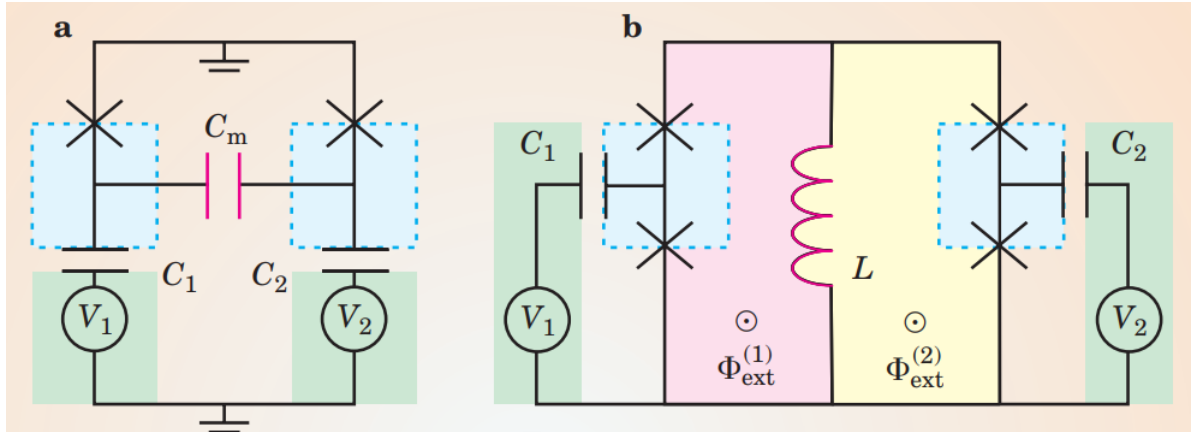 a
C_m
C_1
C_2
V_1
V_2
b
C_1
C_2
L
V_1
V_2
Φ_ext^(1)
Φ_ext^(2)